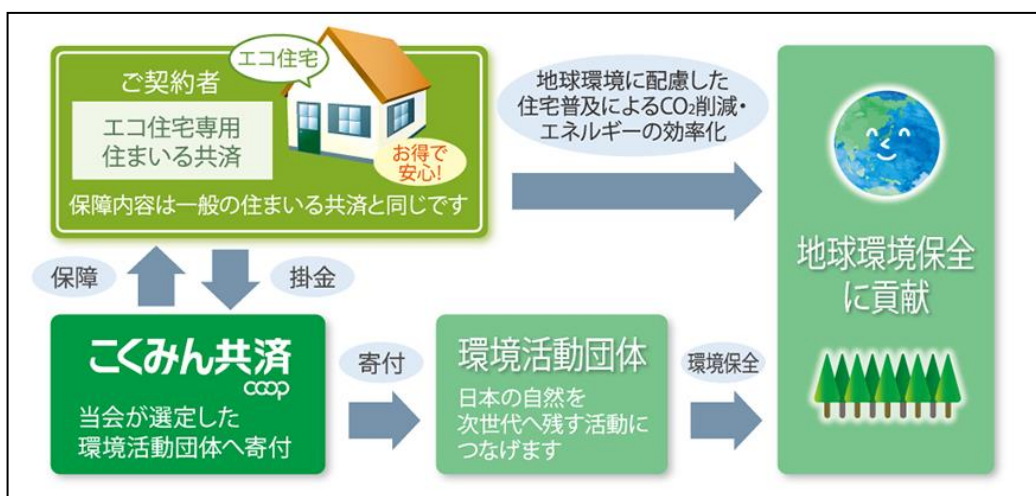 エコ住宅
ご契約者
エコ住宅専用
住まいる共済
お得で
安心!
保障内容は一般の住まいる共済と同じです
地球環境に配慮した
住宅普及によるCO₂削減・
エネルギーの効率化
保障
掛金
こくみん共済
coop
当会が選定した
環境活動団体へ寄付
寄付
環境活動団体
日本の自然を
次世代へ残す活動に
つなげます
環境保全
地球環境保全
に貢献